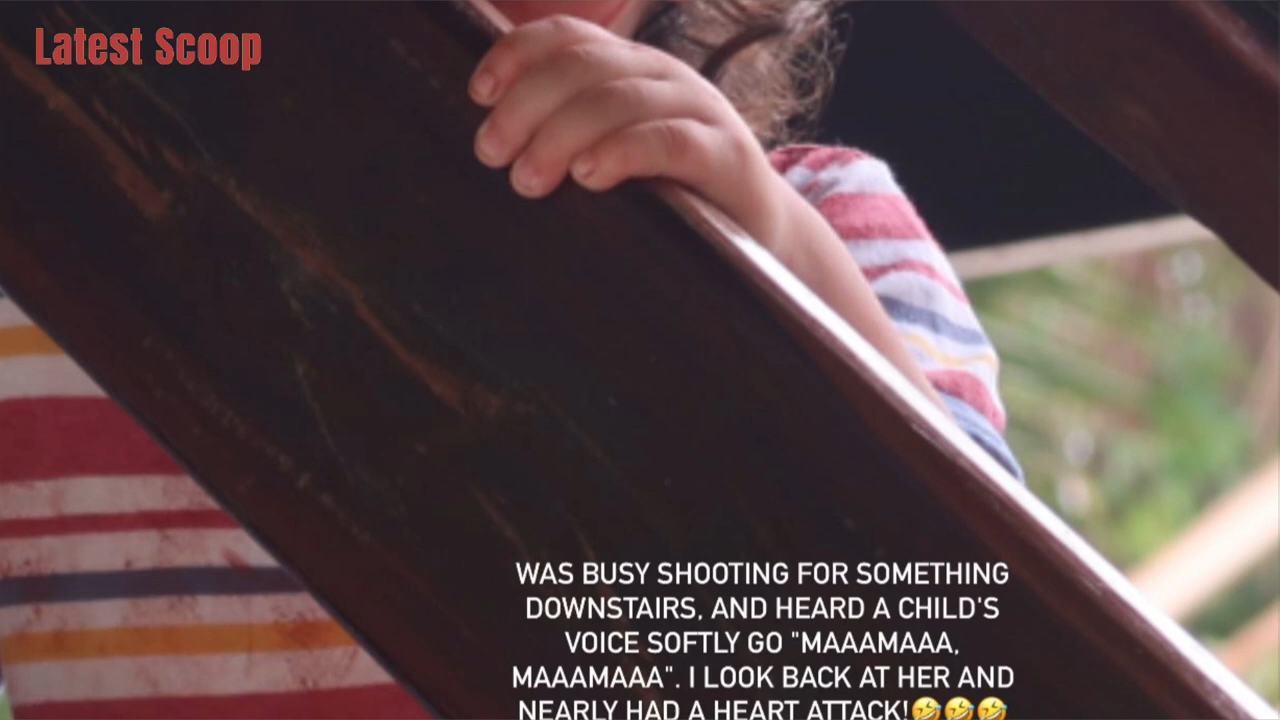 Latest Scoop
WAS BUSY SHOOTING FOR SOMETHING
DOWNSTAIRS, AND HEARD A CHILD'S
VOICE SOFTLY GO "MAAAMAAA,
MAAAMAAA". I LOOK BACK AT HER AND
NEARLY HAD A HEART ATTACK!🤣🤣🤣